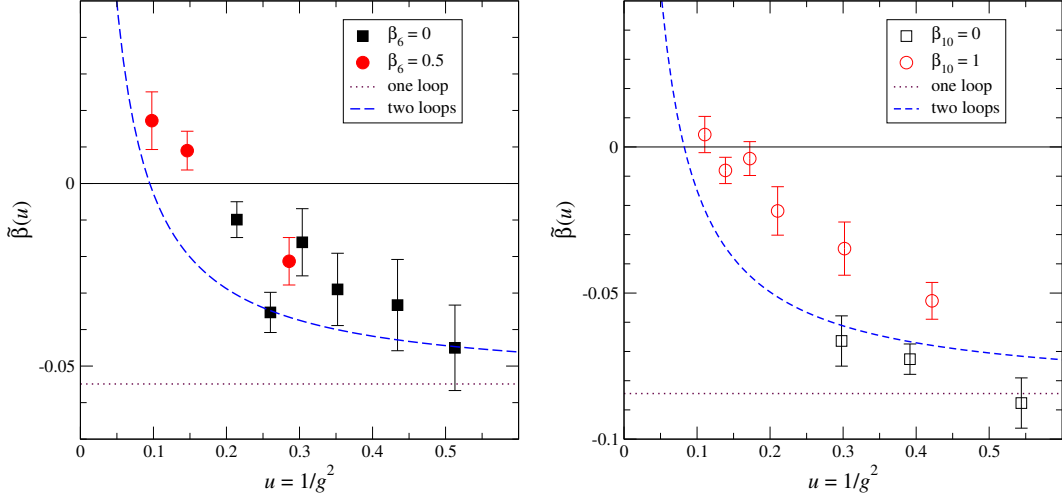 β₆ = 0
β₆ = 0.5
one loop
two loops
0
-0.05
β̃(u)
0 0.1 0.2 0.3 0.4 0.5
u = 1/g²
β₁₀ = 0
β₁₀ = 1
one loop
two loops
0
-0.05
-0.1
β̃(u)
0 0.1 0.2 0.3 0.4 0.5
u = 1/g²